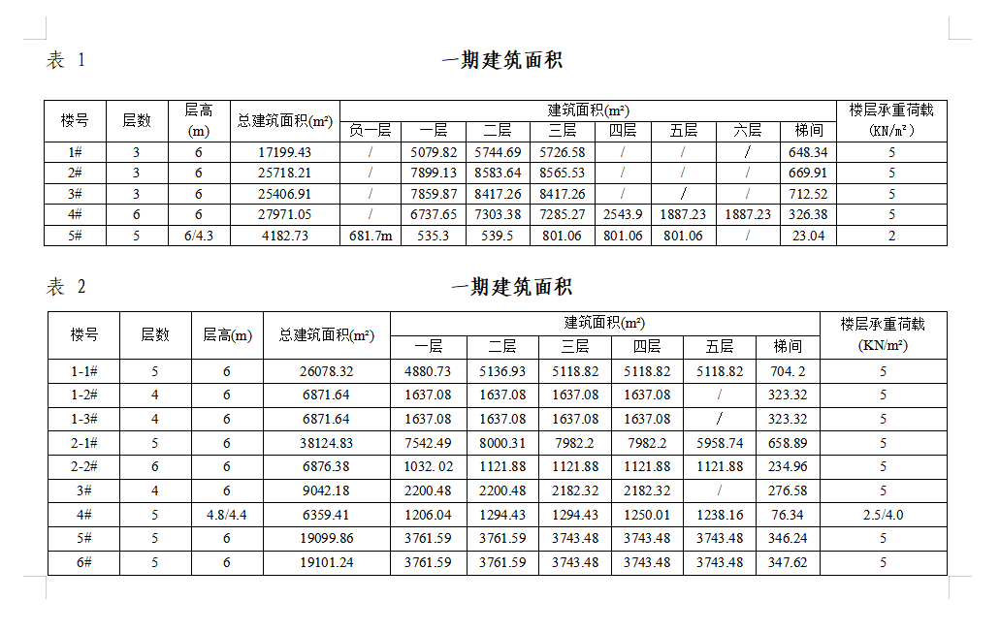 表 1 一期建筑面积
楼号 层数 层高(m) 总建筑面积(m²) 建筑面积(m²) 楼层承重荷载(KN/m²)
负一层 一层 二层 三层 四层 五层 六层 梯间
1# 3 6 17199.43 / 5079.82 5744.69 5726.58 / / / 648.34 5
2# 3 6 25718.21 / 7899.13 8583.64 8565.53 / / / 669.91 5
3# 3 6 25406.91 / 7859.87 8417.26 8417.26 / / / 712.52 5
4# 6 6 27971.05 / 6737.65 7303.38 7285.27 2543.9 1887.23 1887.23 326.38 5
5# 5 6/4.3 4182.73 681.7m 535.3 539.5 801.06 801.06 801.06 / 23.04 2
表 2 一期建筑面积
楼号 层数 层高(m) 总建筑面积(m²) 建筑面积(m²) 楼层承重荷载(KN/m²)
一层 二层 三层 四层 五层 梯间
1-1# 5 6 26078.32 4880.73 5136.93 5118.82 5118.82 5118.82 704. 2 5
1-2# 4 6 6871.64 1637.08 1637.08 1637.08 1637.08 / 323.32 5
1-3# 4 6 6871.64 1637.08 1637.08 1637.08 1637.08 / 323.32 5
2-1# 5 6 38124.83 7542.49 8000.31 7982.2 7982.2 5958.74 658.89 5
2-2# 6 6 6876.38 1032. 02 1121.88 1121.88 1121.88 1121.88 234.96 5
3# 4 6 9042.18 2200.48 2200.48 2182.32 2182.32 / 276.58 5
4# 5 4.8/4.4 6359.41 1206.04 1294.43 1294.43 1250.01 1238.16 76.34 2.5/4.0
5# 5 6 19099.86 3761.59 3761.59 3743.48 3743.48 3743.48 346.24 5
6# 5 6 19101.24 3761.59 3761.59 3743.48 3743.48 3743.48 347.62 5